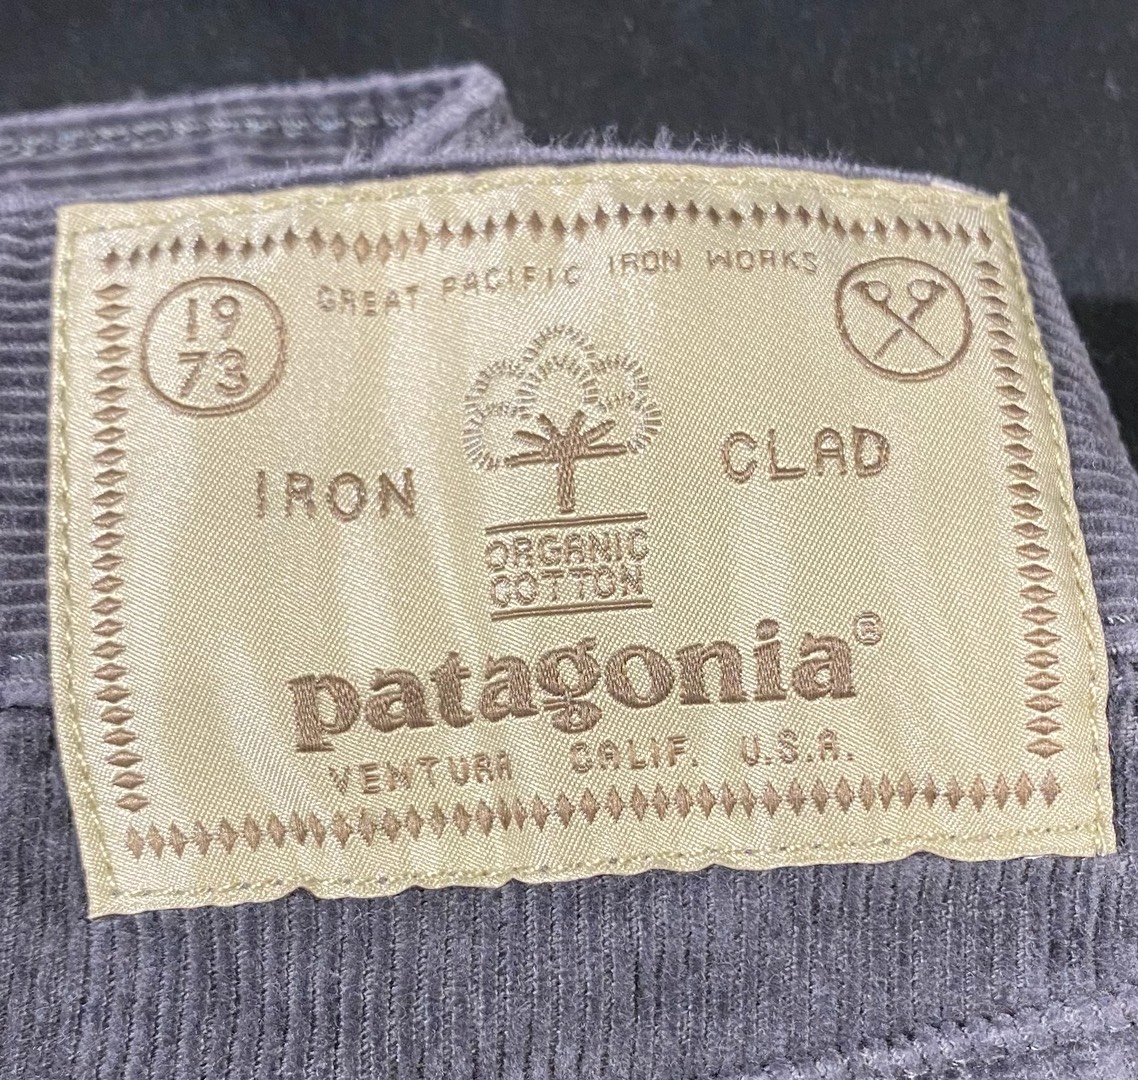 GREAT PACIFIC IRON WORKS
19
73
IRON CLAD
ORGANIC
COTTON
patagonia®
VENTURA CALIF. U.S.A.